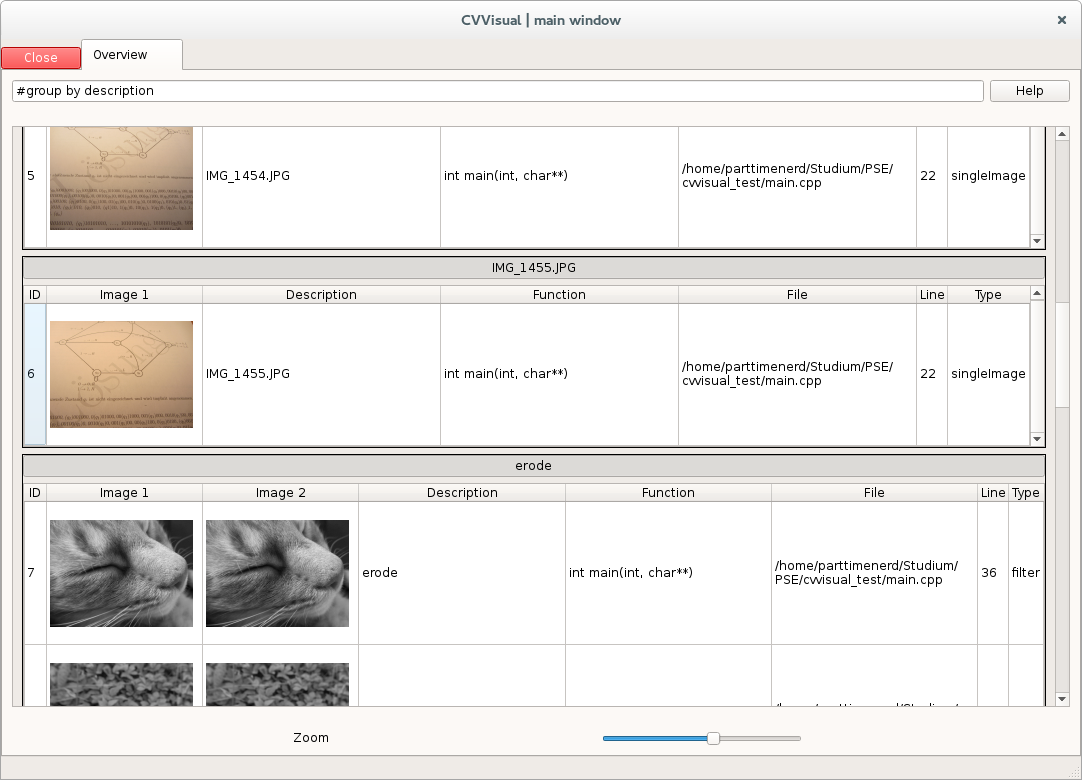 CVVisual | main window
Close
Overview
#group by description
Help
5
IMG_1454.JPG
int main(int, char**)
/home/parttimenerd/Studium/PSE/
cvvisual_test/main.cpp
22
singleImage
IMG_1455.JPG
ID
Image 1
Description
Function
File
Line
Type
6
IMG_1455.JPG
int main(int, char**)
/home/parttimenerd/Studium/PSE/
cvvisual_test/main.cpp
22
singleImage
erode
ID
Image 1
Image 2
Description
Function
File
Line
Type
7
erode
int main(int, char**)
/home/parttimenerd/Studium/
PSE/cvvisual_test/main.cpp
36
filter
Zoom